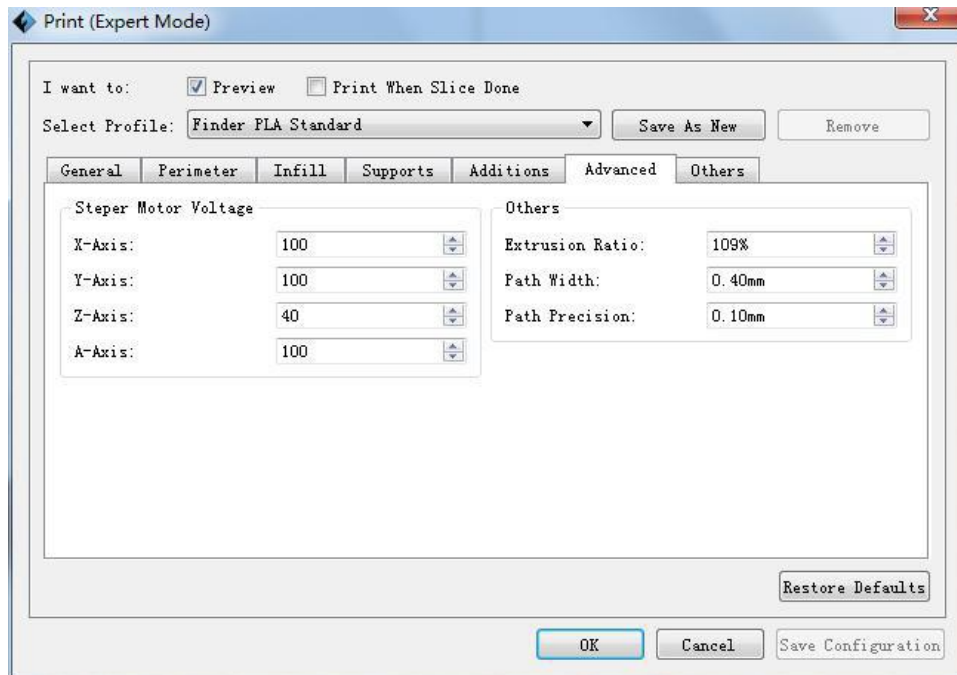 Print (Expert Mode)
I want to: Preview Print When Slice Done
Select Profile: Finder PLA Standard Save As New Remove
General Perimeter Infill Supports Additions Advanced Others
Steper Motor Voltage
X-Axis: 100
Y-Axis: 100
Z-Axis: 40
A-Axis: 100
Others
Extrusion Ratio: 109%
Path Width: 0.40mm
Path Precision: 0.10mm
Restore Defaults
OK Cancel Save Configuration